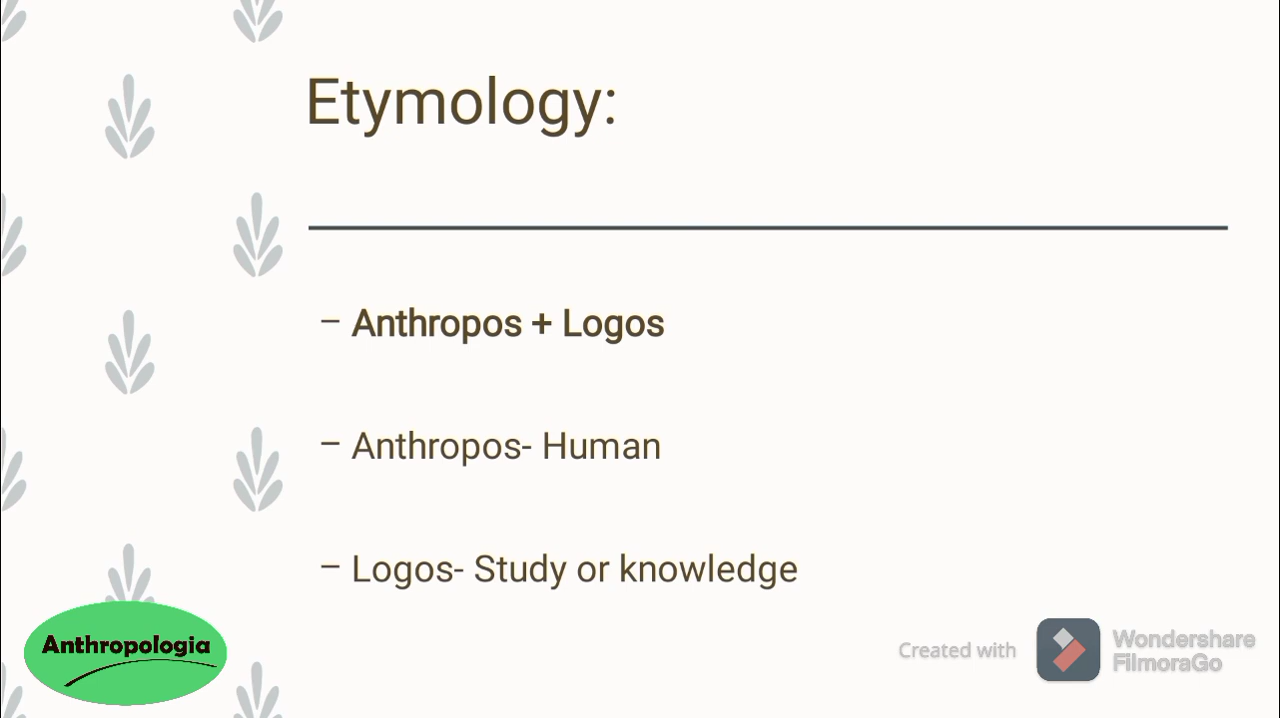 Etymology:
– Anthropos + Logos
– Anthropos- Human
– Logos- Study or knowledge
Anthropologia
Created with
Wondershare
FilmoraGo